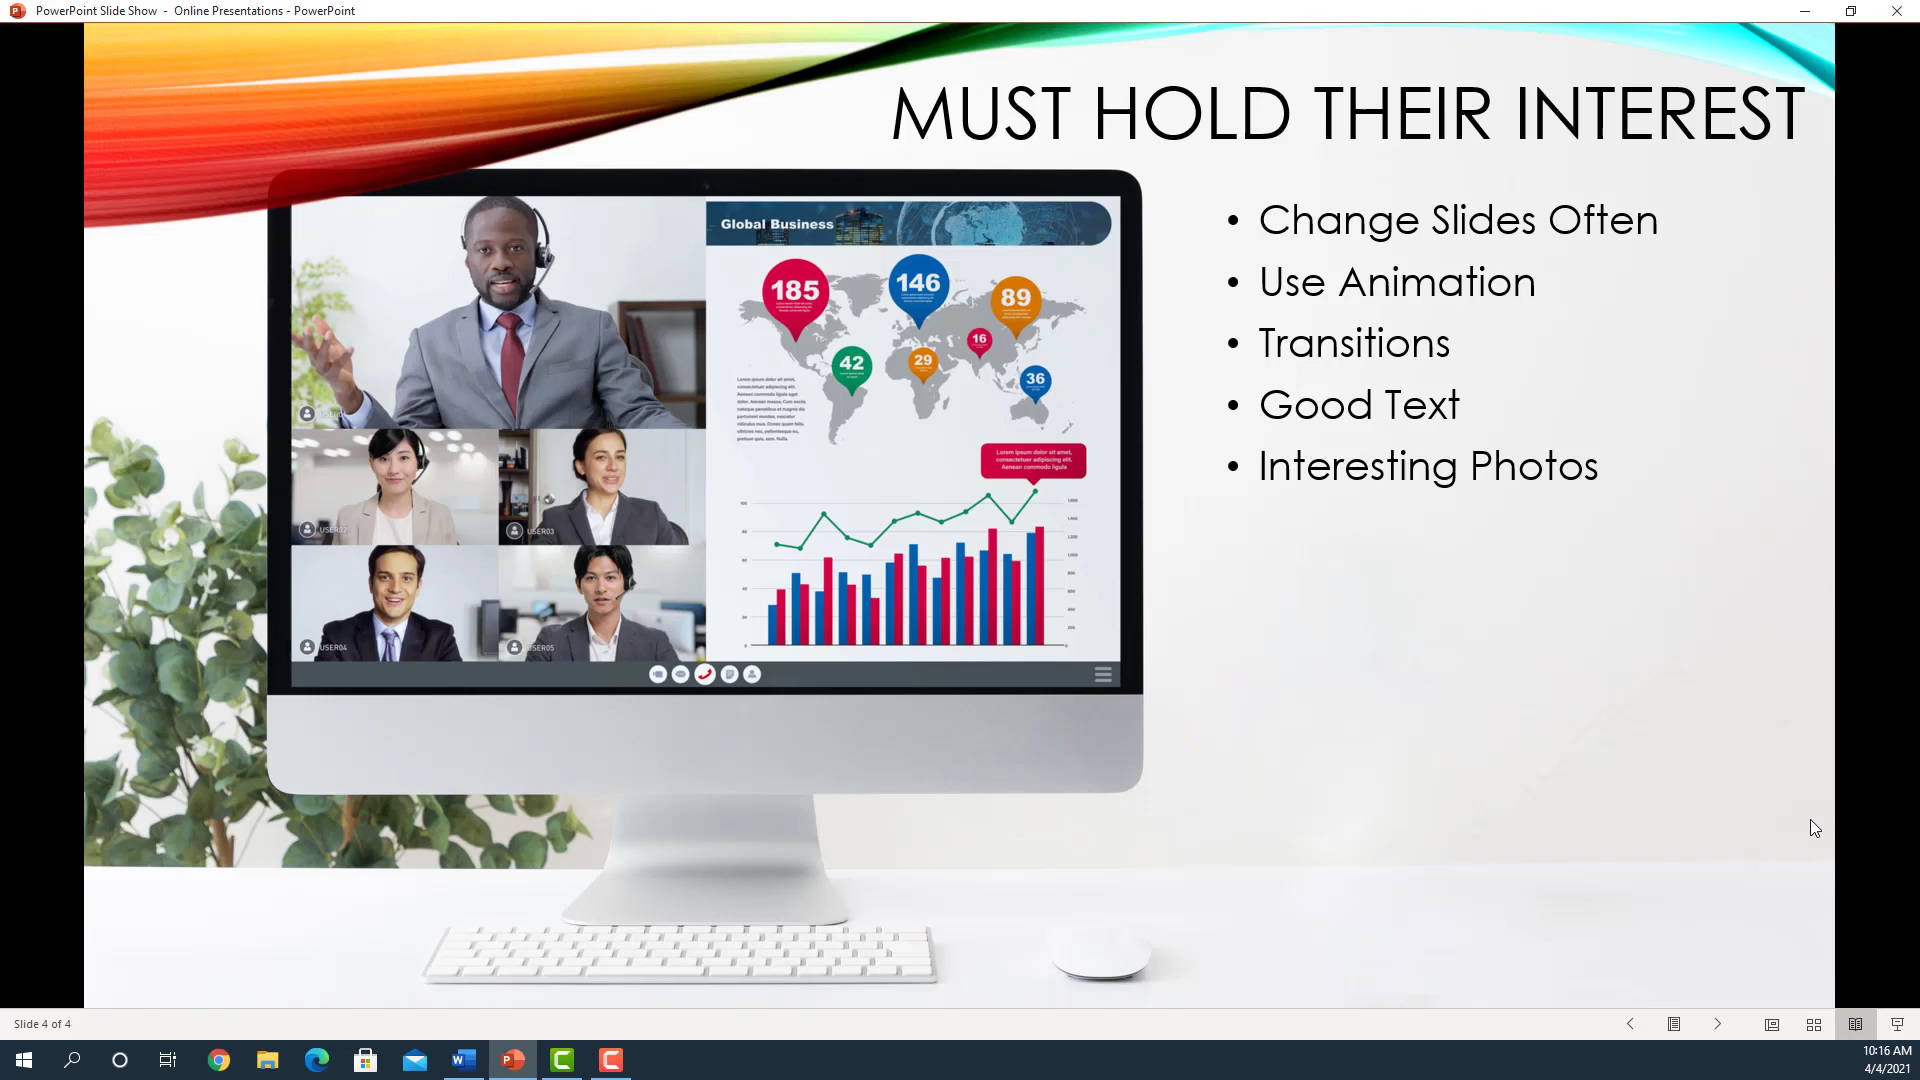 PowerPoint Slide Show - Online Presentations - PowerPoint
MUST HOLD THEIR INTEREST
• Change Slides Often
• Use Animation
• Transitions
• Good Text
• Interesting Photos
Global Business
185
146
89
16
42
29
36
Lorem ipsum dolor sit amet,
consectetuer adipiscing elit.
Aenean commodo ligula eget
dolor. Aenean massa. Cum sociis
natoque penatibus et magnis dis
parturient montes, nascetur
ridiculus mus. Donec quam felis,
ultricies nec, pellentesque eu,
pretium quis, sem. Nulla
Lorem ipsum dolor sit amet,
consectetuer adipiscing elit.
Aenean commodo ligula
USER02
USER03
USER04
USER05
Slide 4 of 4
10:16 AM
4/4/2021